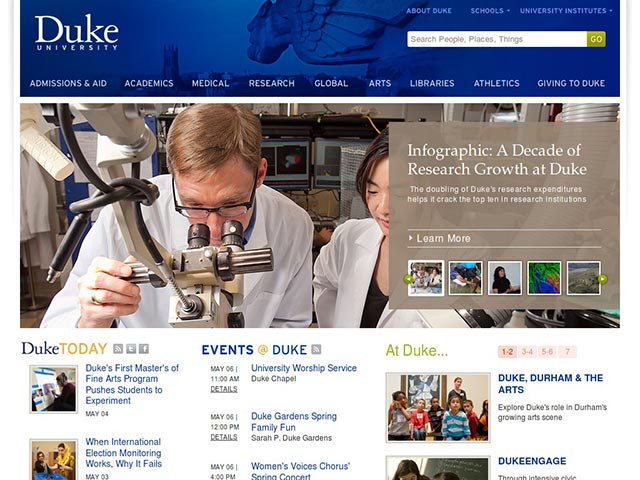 Duke
UNIVERSITY
ABOUT DUKE SCHOOLS UNIVERSITY INSTITUTES
Search People, Places, Things GO
ADMISSIONS & AID ACADEMICS MEDICAL RESEARCH GLOBAL ARTS LIBRARIES ATHLETICS GIVING TO DUKE
Infographic: A Decade of
Research Growth at Duke
The doubling of Duke's research expenditures
helps it crack the top ten in research institutions
Learn More
DukeTODAY
Duke's First Master's of
Fine Arts Program
Pushes Students to
Experiment
MAY 04
When International
Election Monitoring
Works, Why It Fails
MAY 03
EVENTS @ DUKE
MAY 06 |
11:00 AM
DETAILS
University Worship Service
Duke Chapel
MAY 06 |
12:00 PM
DETAILS
Duke Gardens Spring
Family Fun
Sarah P. Duke Gardens
MAY 06 |
4:00 PM
Women's Voices Chorus'
Spring Concert
At Duke...
1-2 3-4 5-6 7
DUKE, DURHAM & THE
ARTS
Explore Duke's role in Durham's
growing arts scene
DUKEENGAGE
Through intensive civic